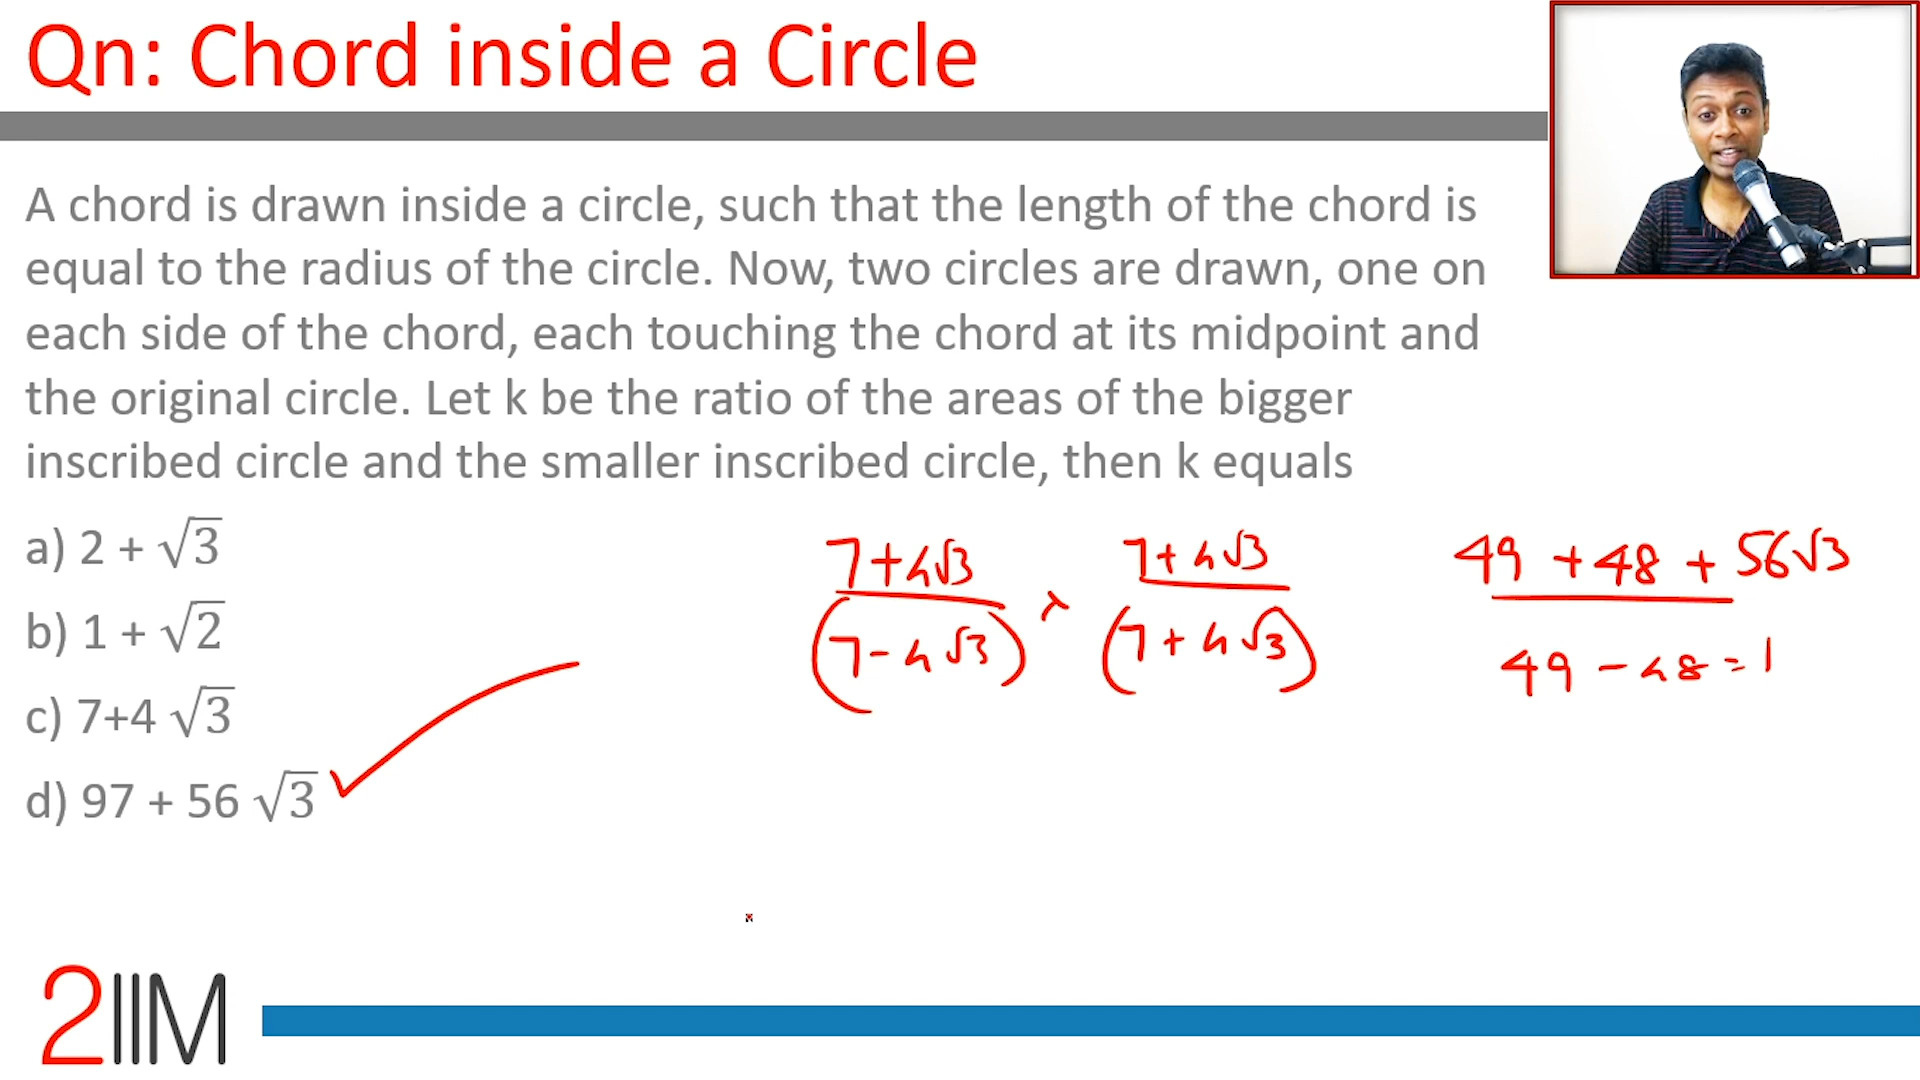 Qn: Chord inside a Circle
A chord is drawn inside a circle, such that the length of the chord is
equal to the radius of the circle. Now, two circles are drawn, one on
each side of the chord, each touching the chord at its midpoint and
the original circle. Let k be the ratio of the areas of the bigger
inscribed circle and the smaller inscribed circle, then k equals
a) 2 + √3
b) 1 + √2
c) 7+4 √3
d) 97 + 56 √3
7+4√3
(7-4√3)
×
7+4√3
(7+4√3)
49 + 48 + 56√3
49 - 48 = 1
2IIM